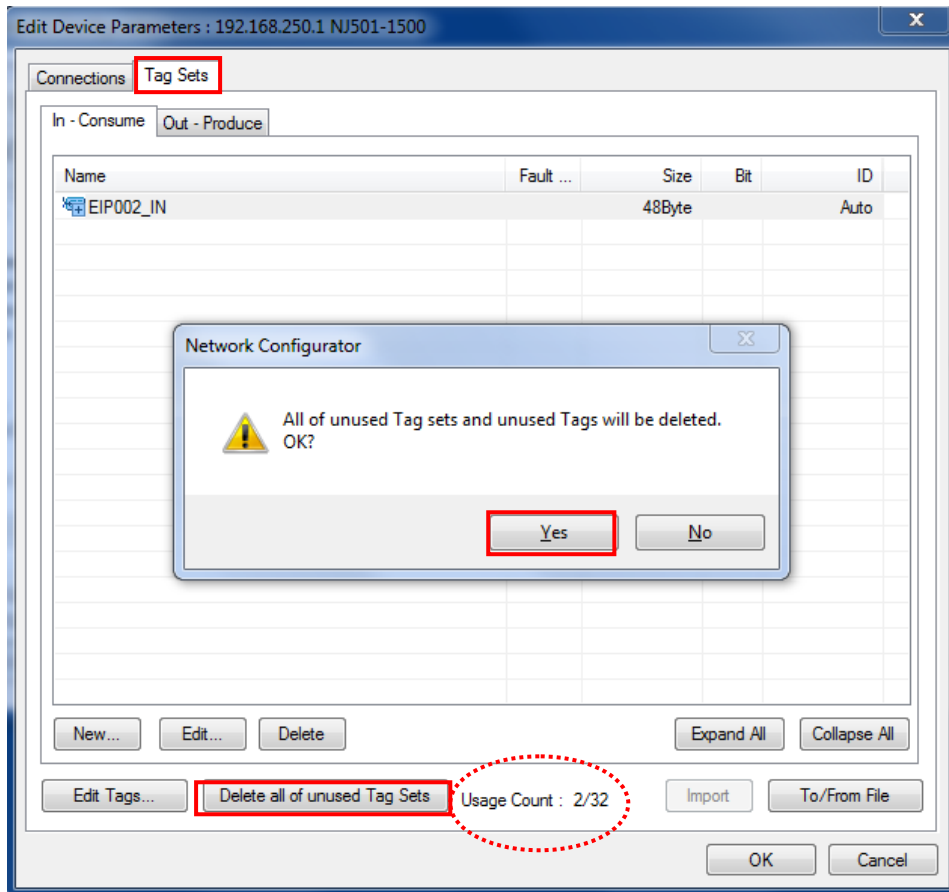 Edit Device Parameters : 192.168.250.1 NJ501-1500
Connections Tag Sets
In - Consume Out - Produce
Name Fault ... Size Bit ID
EIP002_IN 48Byte Auto
Network Configurator
All of unused Tag sets and unused Tags will be deleted.
OK?
Yes No
New... Edit... Delete Expand All Collapse All
Edit Tags... Delete all of unused Tag Sets Usage Count : 2/32 Import To/From File
OK Cancel